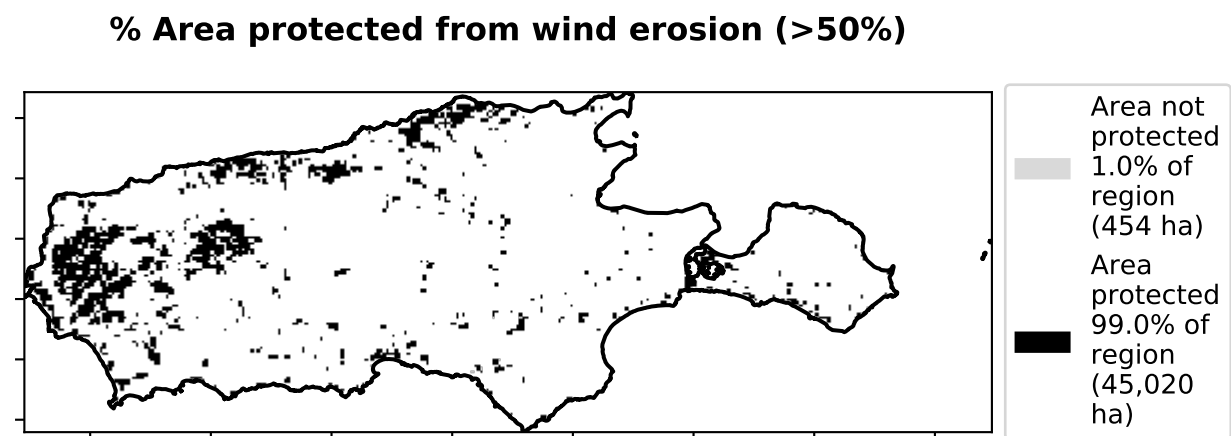 % Area protected from wind erosion (>50%)
Area not
protected
1.0% of
region
(454 ha)
Area
protected
99.0% of
region
(45,020
ha)